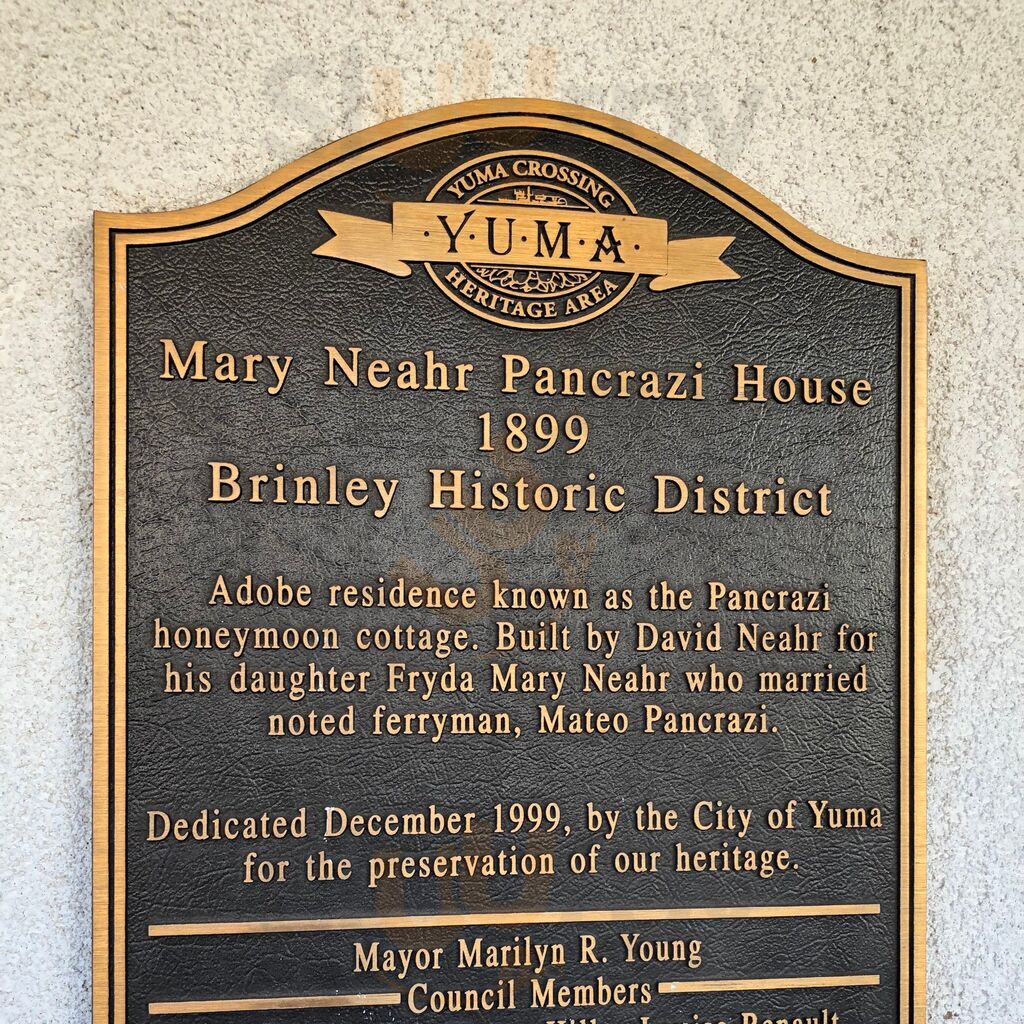 YUMA CROSSING
Y·U·M·A
HERITAGE AREA
Mary Neahr Pancrazi House
1899
Brinley Historic District
Adobe residence known as the Pancrazi
honeymoon cottage. Built by David Neahr for
his daughter Fryda Mary Neahr who married
noted ferryman, Mateo Pancrazi.
Dedicated December 1999, by the City of Yuma
for the preservation of our heritage.
Mayor Marilyn R. Young
Council Members